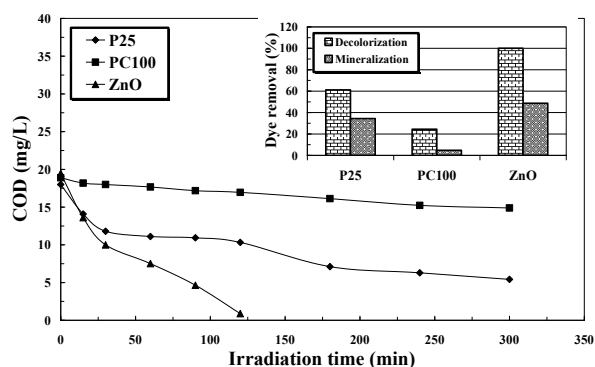 40
35
30
25
20
15
10
5
0
COD (mg/L)
P25
PC100
ZnO
120
100
80
60
40
20
0
Dye removal (%)
Decolorization
Mineralization
P25 PC100 ZnO
0 50 100 150 200 250 300 350
Irradiation time (min)